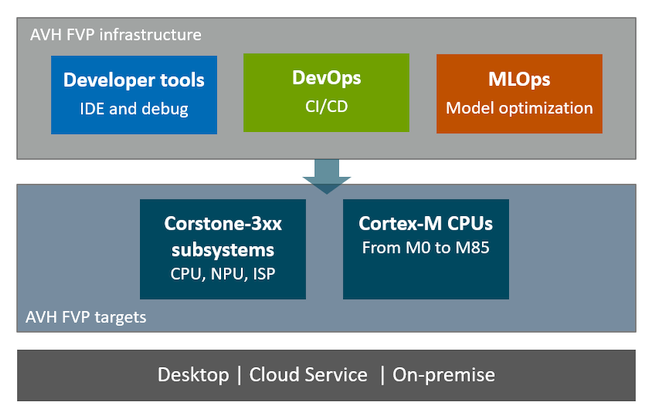 AVH FVP infrastructure
Developer tools
IDE and debug
DevOps
CI/CD
MLOps
Model optimization
Corstone-3xx
subsystems
CPU, NPU, ISP
Cortex-M CPUs
From M0 to M85
AVH FVP targets
Desktop | Cloud Service | On-premise